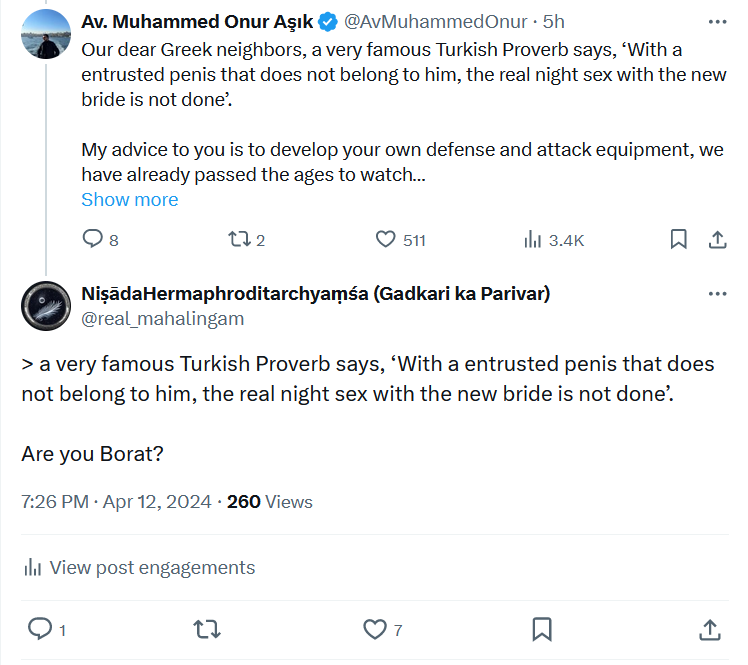 Av. Muhammed Onur Aşık @AvMuhammedOnur · 5h
Our dear Greek neighbors, a very famous Turkish Proverb says, ‘With a
entrusted penis that does not belong to him, the real night sex with the new
bride is not done’.
My advice to you is to develop your own defense and attack equipment, we
have already passed the ages to watch...
Show more
8 2 511 3.4K
NiṣādaHermaphroditarchyaṃśa (Gadkari ka Parivar)
@real_mahalingam
> a very famous Turkish Proverb says, ‘With a entrusted penis that does
not belong to him, the real night sex with the new bride is not done’.
Are you Borat?
7:26 PM · Apr 12, 2024 · 260 Views
View post engagements
1 7